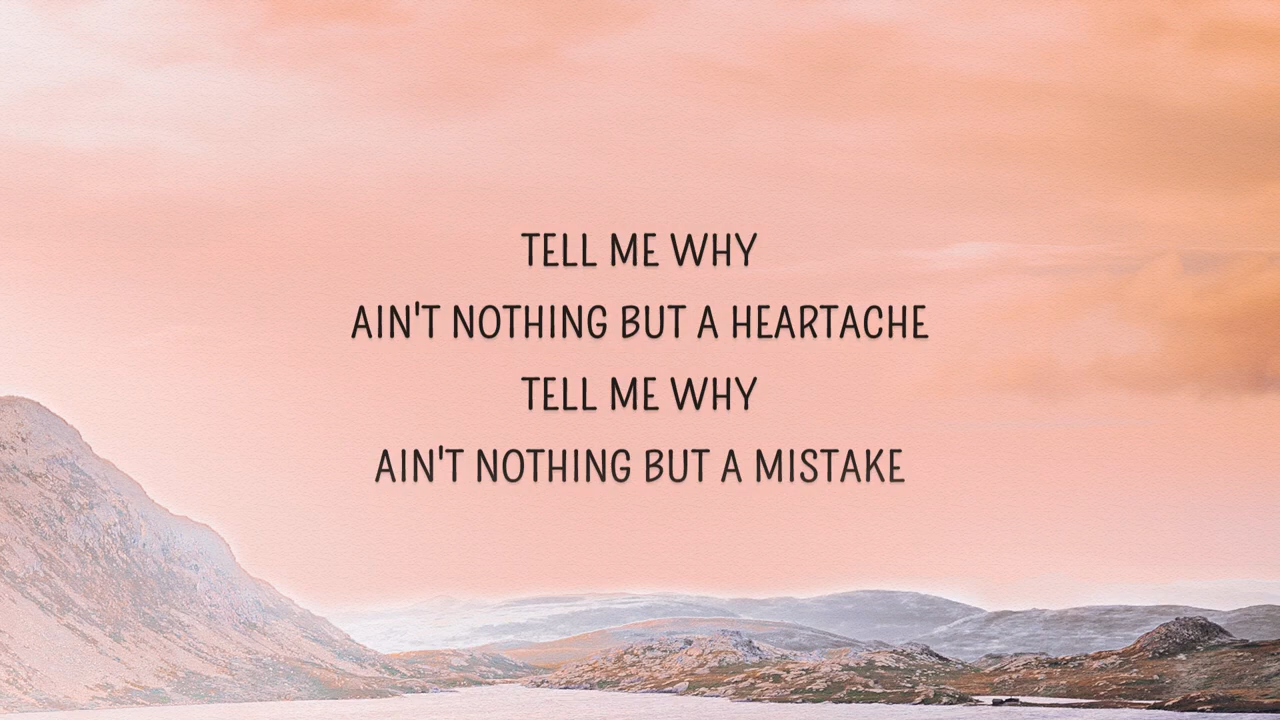 TELL ME WHY
AIN'T NOTHING BUT A HEARTACHE
TELL ME WHY
AIN'T NOTHING BUT A MISTAKE